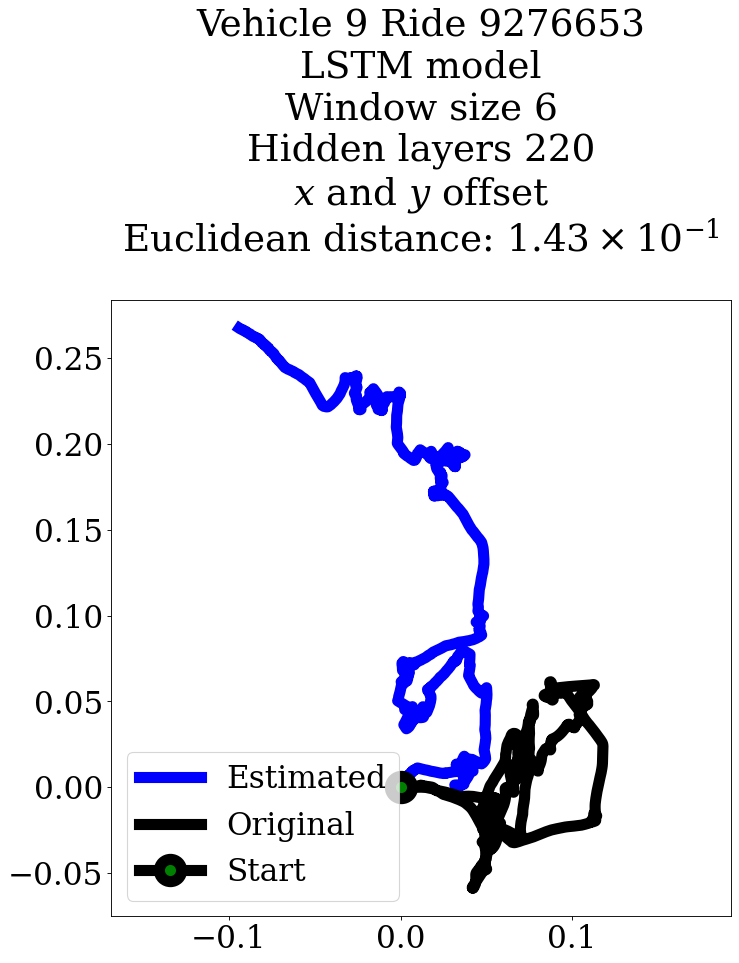 Vehicle 9 Ride 9276653
LSTM model
Window size 6
Hidden layers 220
x and y offset
Euclidean distance: 1.43 × 10⁻¹
0.25
0.20
0.15
0.10
0.05
0.00
−0.05
Estimated
Original
Start
−0.1 0.0 0.1